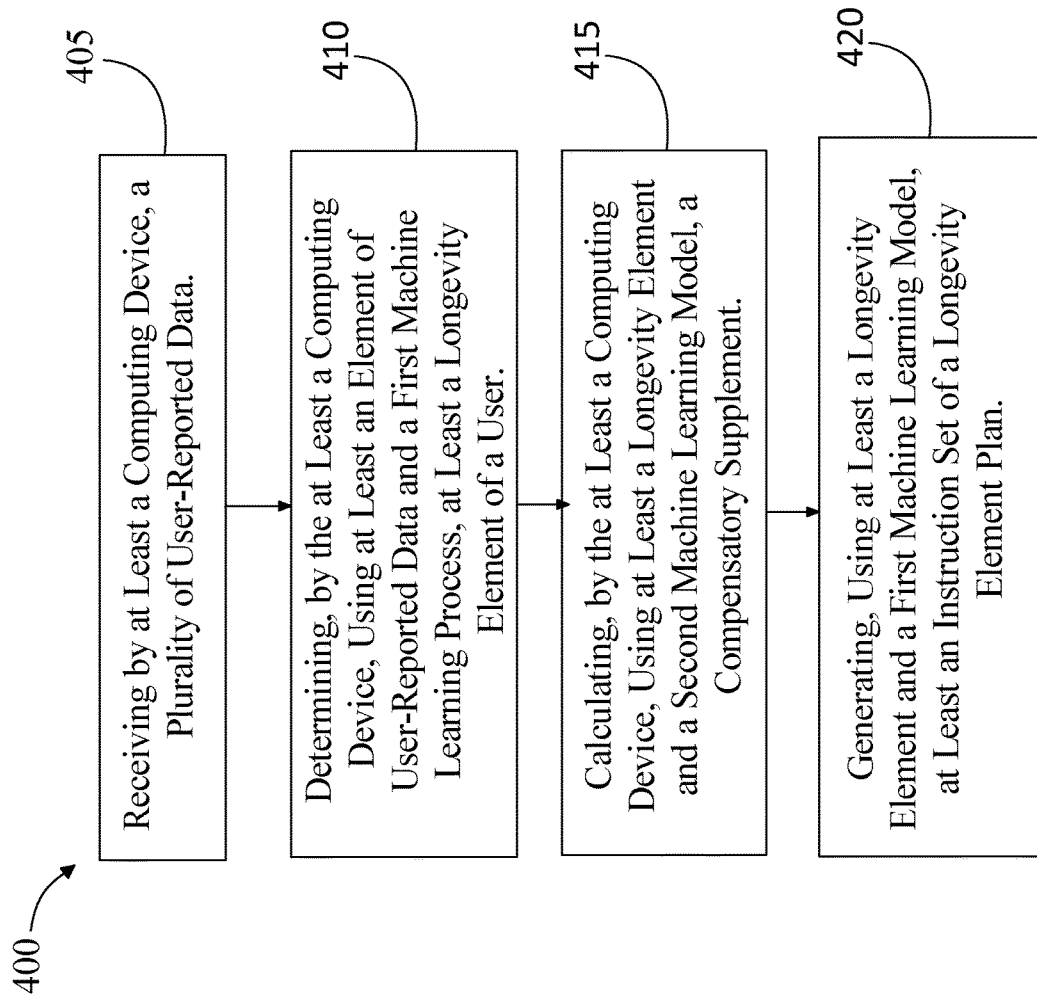 400
405
Receiving by at Least a Computing Device, a
Plurality of User-Reported Data.
410
Determining, by the at Least a Computing
Device, Using at Least an Element of
User-Reported Data and a First Machine
Learning Process, at Least a Longevity
Element of a User.
415
Calculating, by the at Least a Computing
Device, Using at Least a Longevity Element
and a Second Machine Learning Model, a
Compensatory Supplement.
420
Generating, Using at Least a Longevity
Element and a First Machine Learning Model,
at Least an Instruction Set of a Longevity
Element Plan.